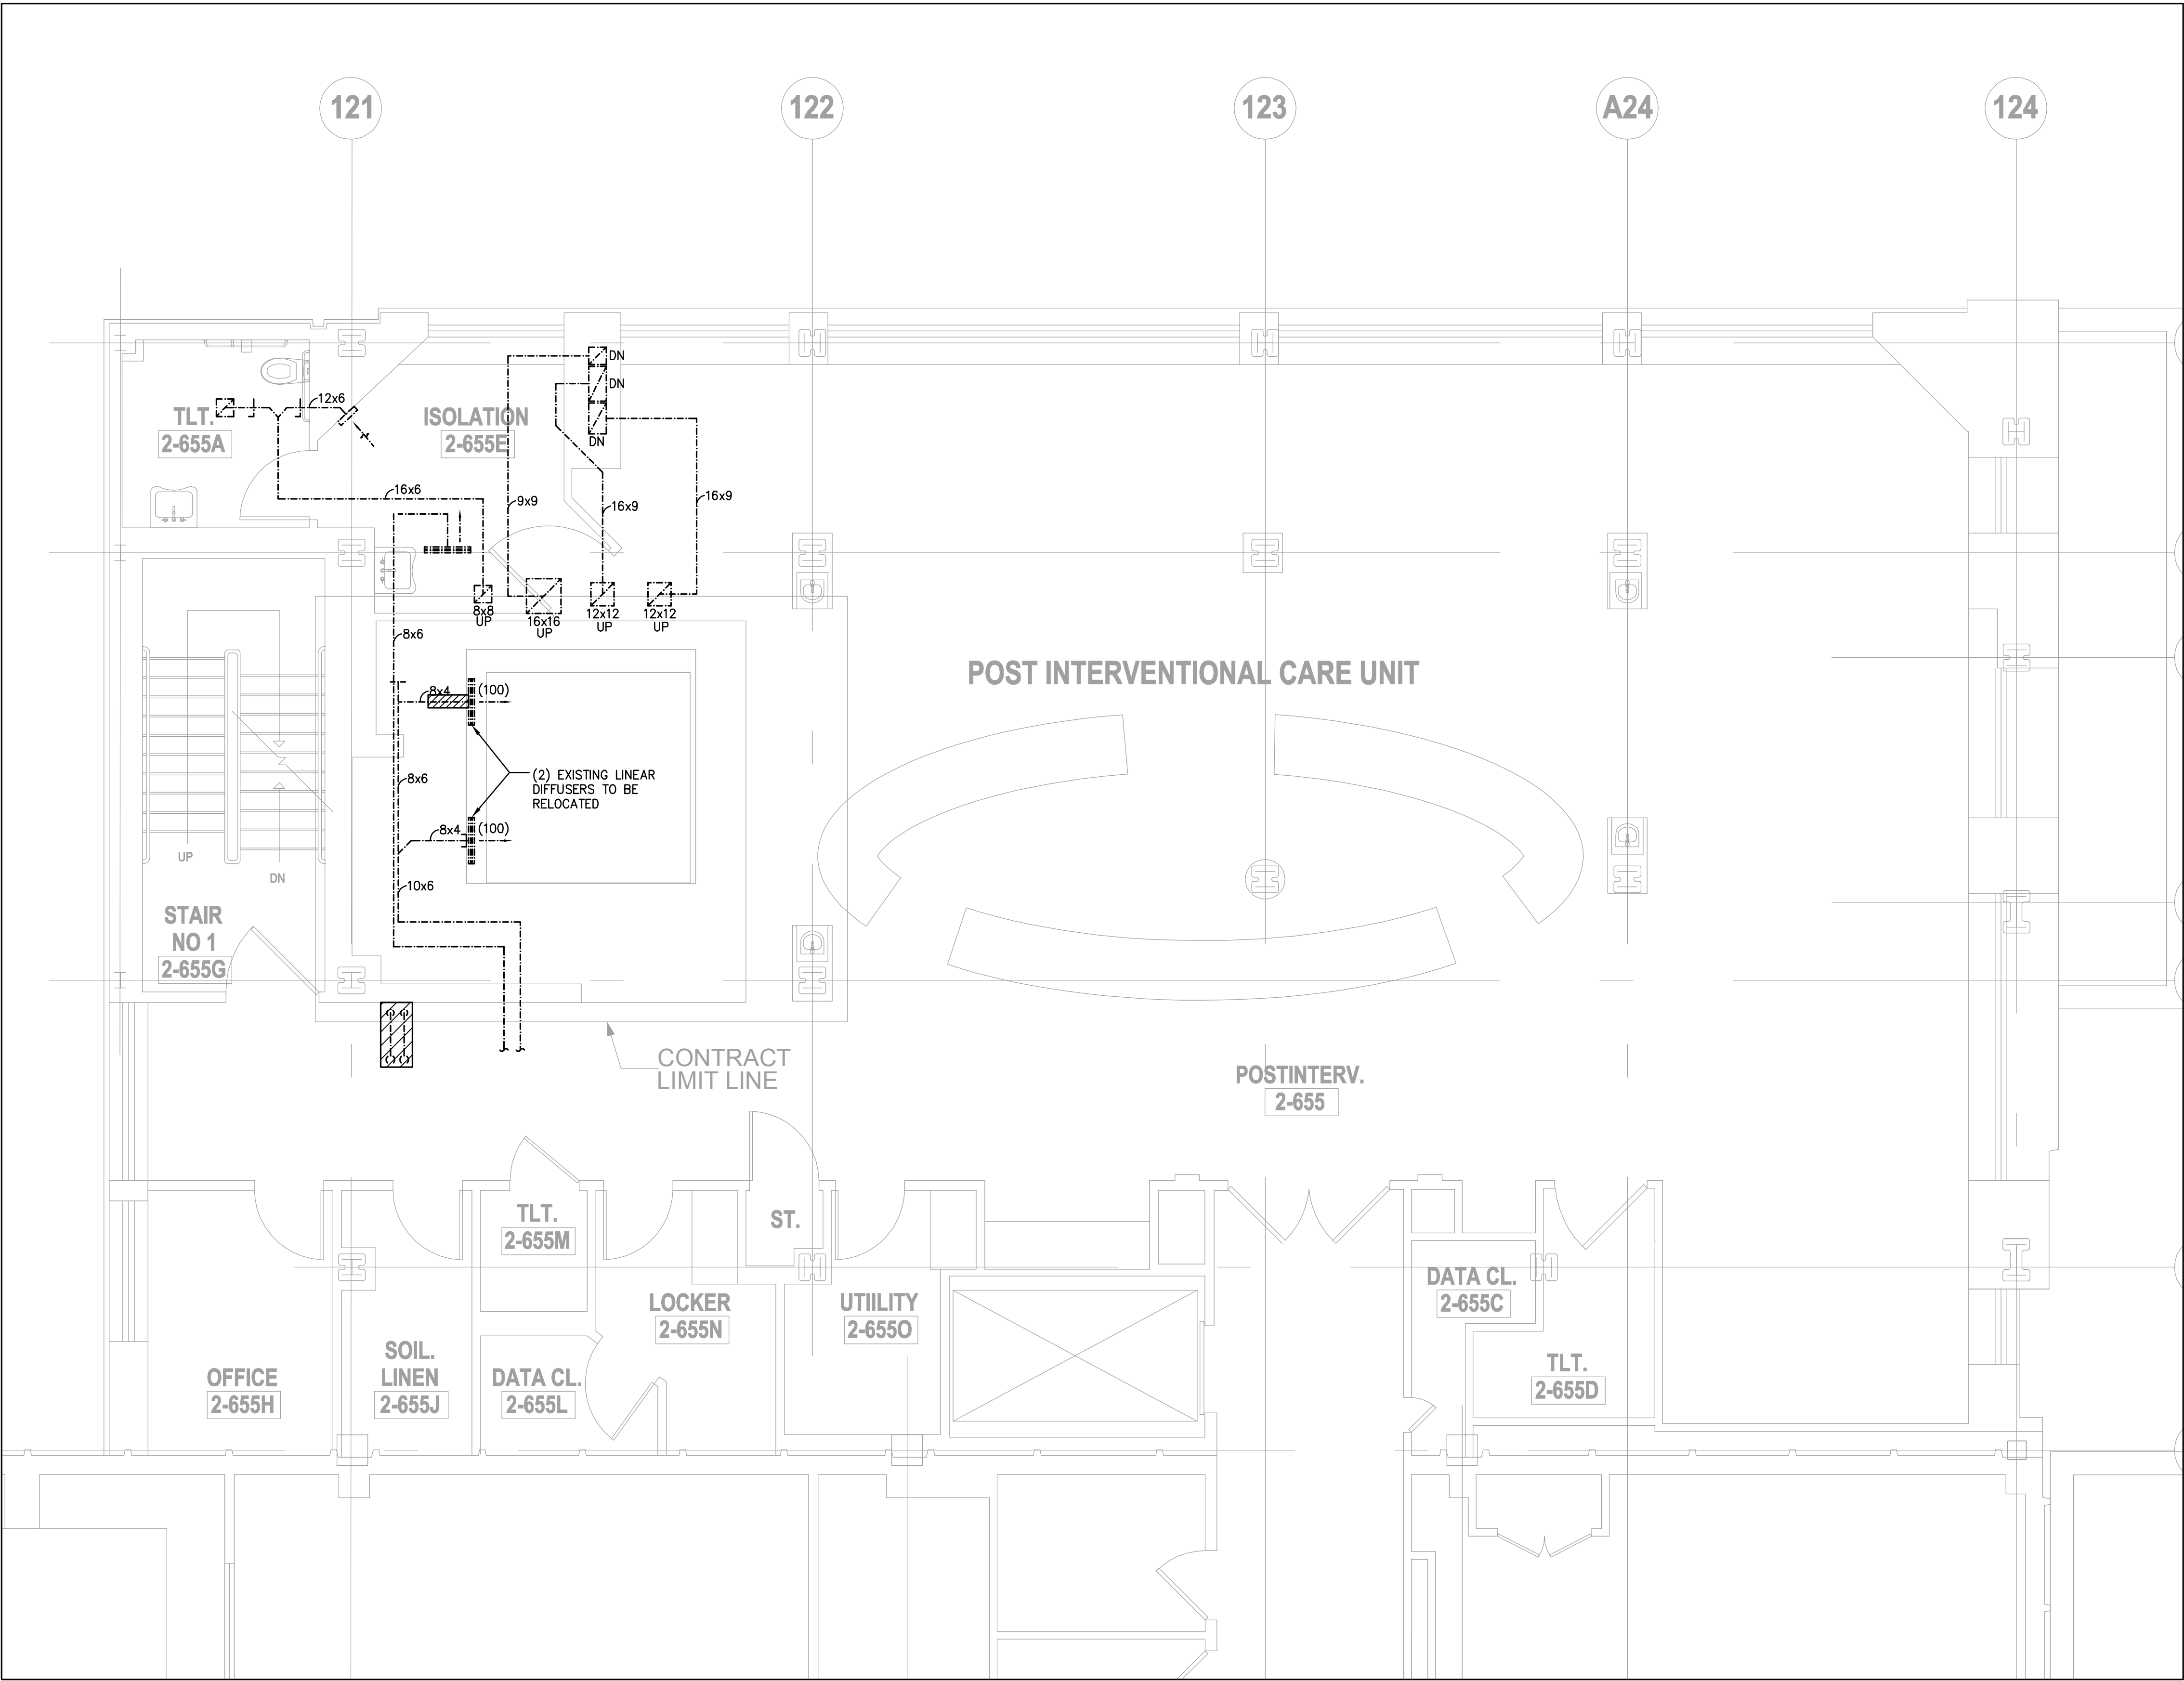 121
122
123
A24
124
DN
DN
DN
12x6
TLT.
2-655A
ISOLATION
2-655E
16x6
9x9
16x9
16x9
8x8
UP
16x16
UP
12x12
UP
12x12
UP
8x6
8x4
(100)
POST INTERVENTIONAL CARE UNIT
8x6
(2) EXISTING LINEAR
DIFFUSERS TO BE
RELOCATED
8x4
(100)
10x6
UP
DN
STAIR
NO 1
2-655G
CONTRACT
LIMIT LINE
POSTINTERV.
2-655
TLT.
2-655M
ST.
LOCKER
2-655N
UTIILITY
2-655O
DATA CL.
2-655C
OFFICE
2-655H
SOIL.
LINEN
2-655J
DATA CL.
2-655L
TLT.
2-655D